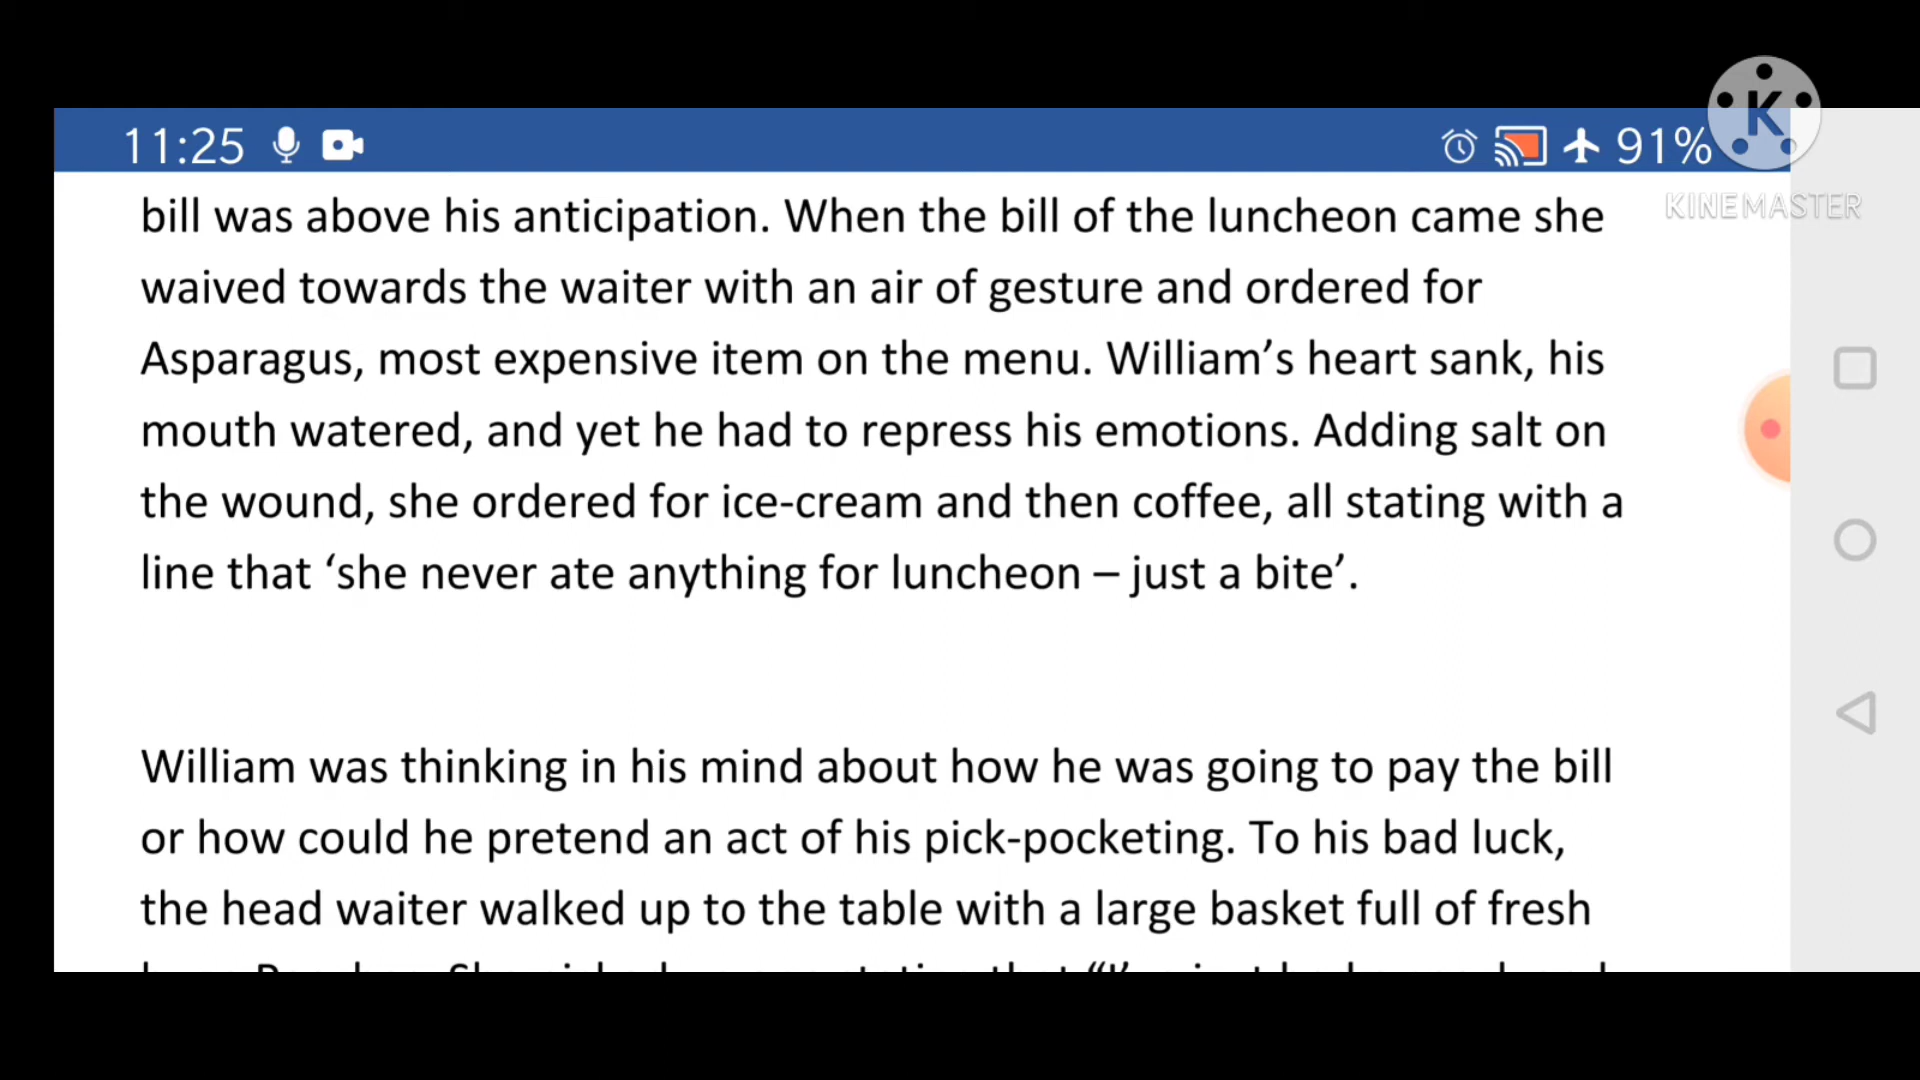 11:25 91%
K
KINEMASTER
bill was above his anticipation. When the bill of the luncheon came she
waived towards the waiter with an air of gesture and ordered for
Asparagus, most expensive item on the menu. William’s heart sank, his
mouth watered, and yet he had to repress his emotions. Adding salt on
the wound, she ordered for ice-cream and then coffee, all stating with a
line that ‘she never ate anything for luncheon – just a bite’.
William was thinking in his mind about how he was going to pay the bill
or how could he pretend an act of his pick-pocketing. To his bad luck,
the head waiter walked up to the table with a large basket full of fresh